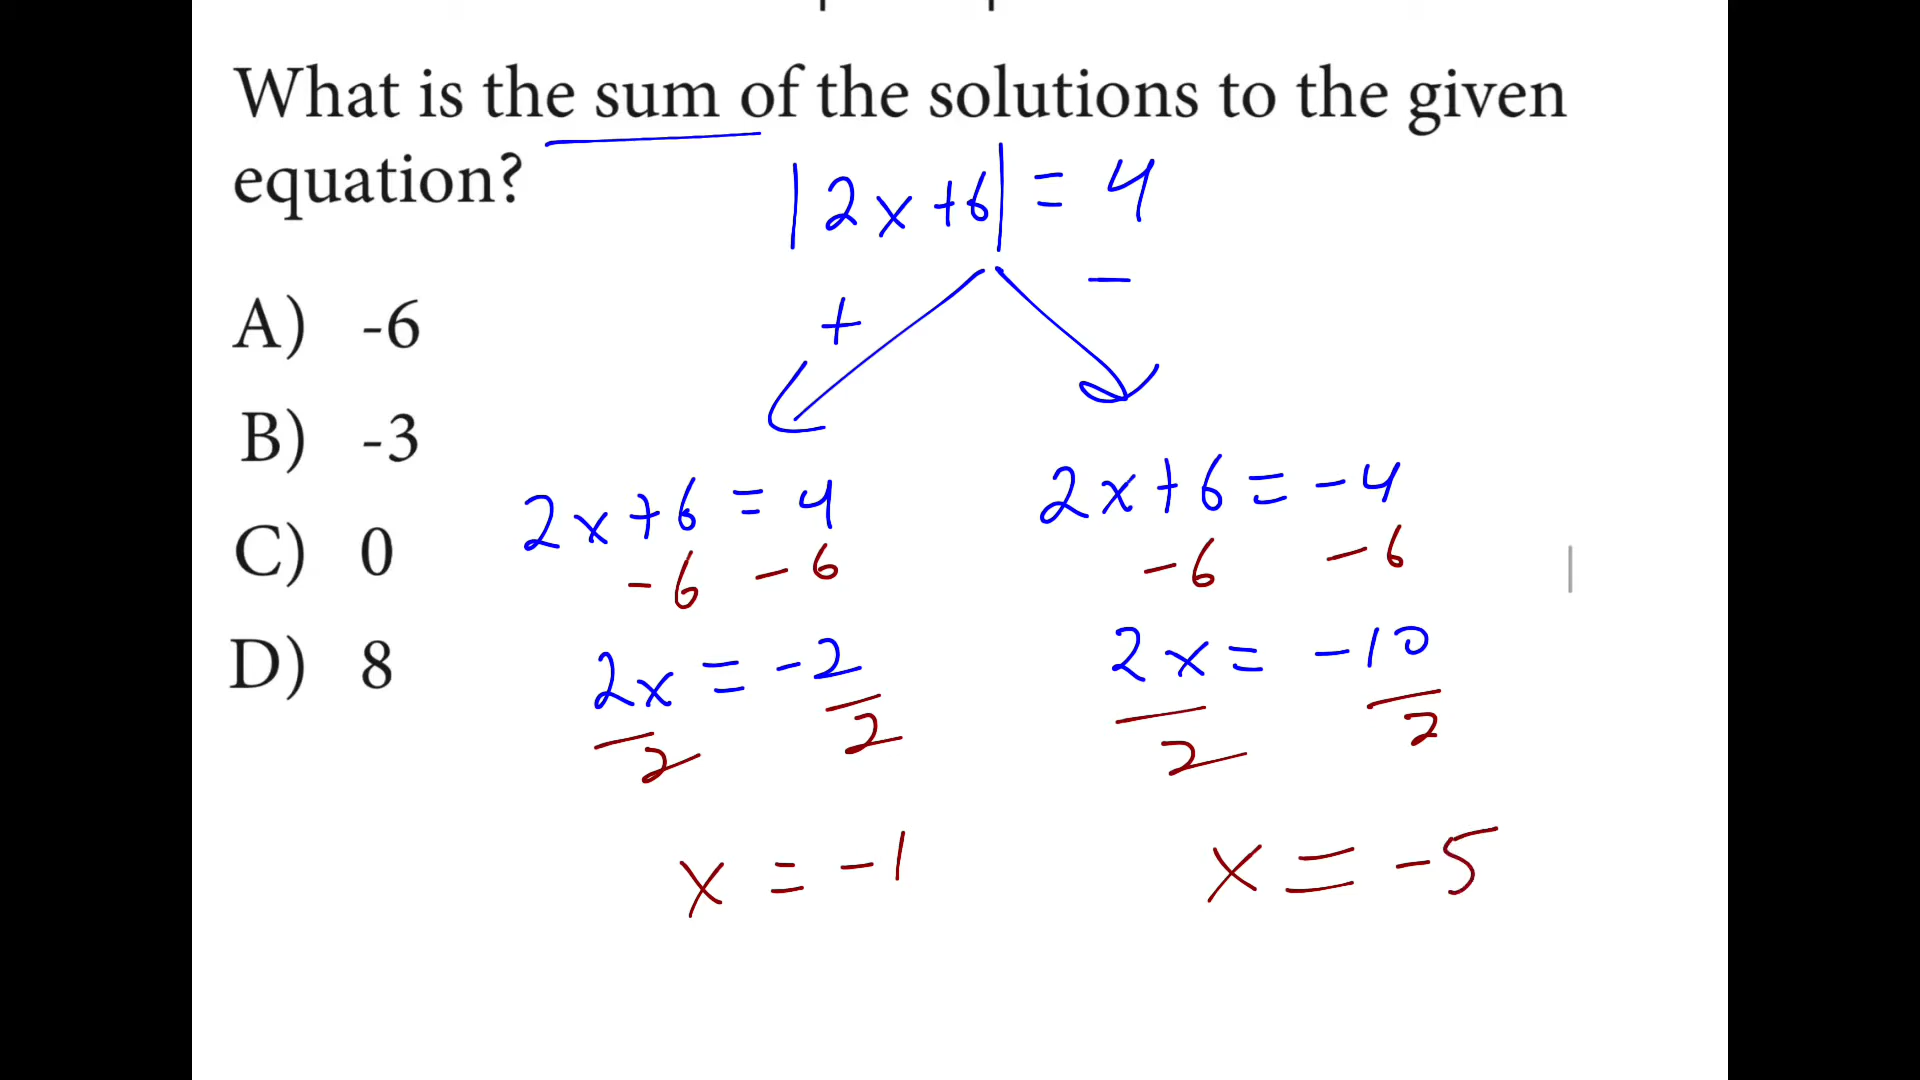 What is the sum of the solutions to the given
equation?
|2x+6| = 4
+ −
A) -6
B) -3
C) 0
D) 8
2x+6 = 4
-6 -6
2x = -2
2 2
x = -1
2x+6 = -4
-6 -6
2x = -10
2 2
x = -5